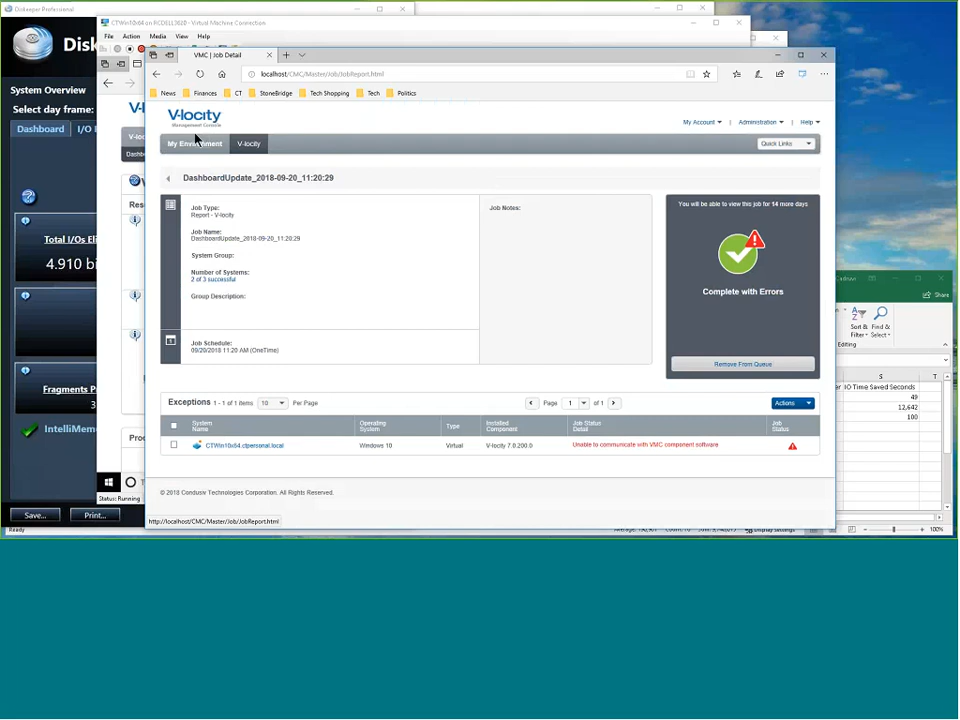 Diskeeper Professional
CTWin10x64 on RCDELL3620 - Virtual Machine Connection
File Action Media View Help
Disk
System Overview
Select day frame:
Dashboard I/O
Total I/Os Eli
4.910 bi
Fragments P
IntelliMem
Save...
Print...
Ready
Status: Running
VMC | Job Detail
localhost/CMC/Master/Job/JobReport.html
News Finances CT StoneBridge Tech Shopping Tech Politics
V-locity
Management Console
My Account Administration Help
My Environment V-locity
Quick Links
DashboardUpdate_2018-09-20_11:20:29
Job Type:
Report - V-locity
Job Name:
DashboardUpdate_2018-09-20_11:20:29
System Group:
Number of Systems:
2 of 3 successful
Group Description:
Job Schedule:
09/20/2018 11:20 AM (OneTime)
Job Notes:
You will be able to view this job for 14 more days
Complete with Errors
Remove From Queue
Exceptions 1 - 1 of 1 items 10 Per Page
Page 1 of 1
Actions
System Name
Operating System
Type
Installed Component
Job Status Detail
Job Status
CTWin10x64.ctpersonal.local Windows 10 Virtual V-locity 7.0.200.0 Unable to communicate with VMC component software
© 2018 Condusiv Technologies Corporation. All Rights Reserved.
http://localhost/CMC/Master/Job/JobReport.html
Share
Sort & Filter
Find & Select
Editing
S T
IO Time Saved Seconds
49
12,642
100
100%